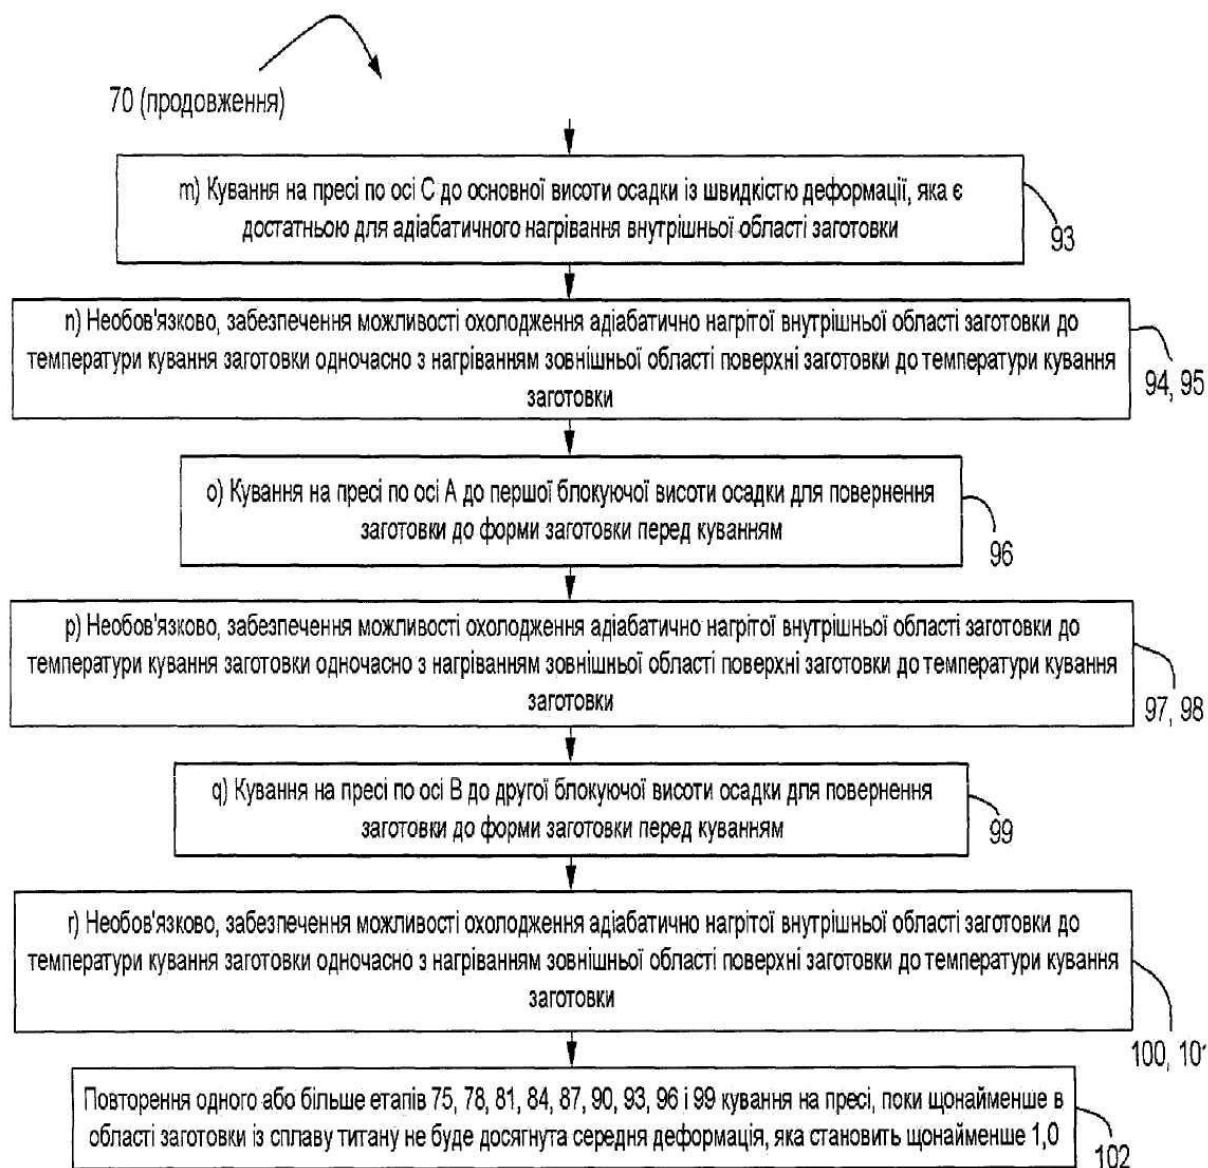 70 (продовження)
m) Кування на пресі по осі C до основної висоти осадки із швидкістю деформації, яка є
достатньою для адіабатичного нагрівання внутрішньої області заготовки
93
n) Необов'язково, забезпечення можливості охолодження адіабатично нагрітої внутрішньої області заготовки до
температури кування заготовки одночасно з нагріванням зовнішньої області поверхні заготовки до температури кування
заготовки
94, 95
o) Кування на пресі по осі A до першої блокуючої висоти осадки для повернення
заготовки до форми заготовки перед куванням
96
p) Необов'язково, забезпечення можливості охолодження адіабатично нагрітої внутрішньої області заготовки до
температури кування заготовки одночасно з нагріванням зовнішньої області поверхні заготовки до температури кування
заготовки
97, 98
q) Кування на пресі по осі B до другої блокуючої висоти осадки для повернення
заготовки до форми заготовки перед куванням
99
r) Необов'язково, забезпечення можливості охолодження адіабатично нагрітої внутрішньої області заготовки до
температури кування заготовки одночасно з нагріванням зовнішньої області поверхні заготовки до температури кування
заготовки
100,
Повторення одного або більше етапів 75, 78, 81, 84, 87, 90, 93, 96 і 99 кування на пресі, поки щонайменше в
області заготовки із сплаву титану не буде досягнута середня деформація, яка становить щонайменше 1,0
102